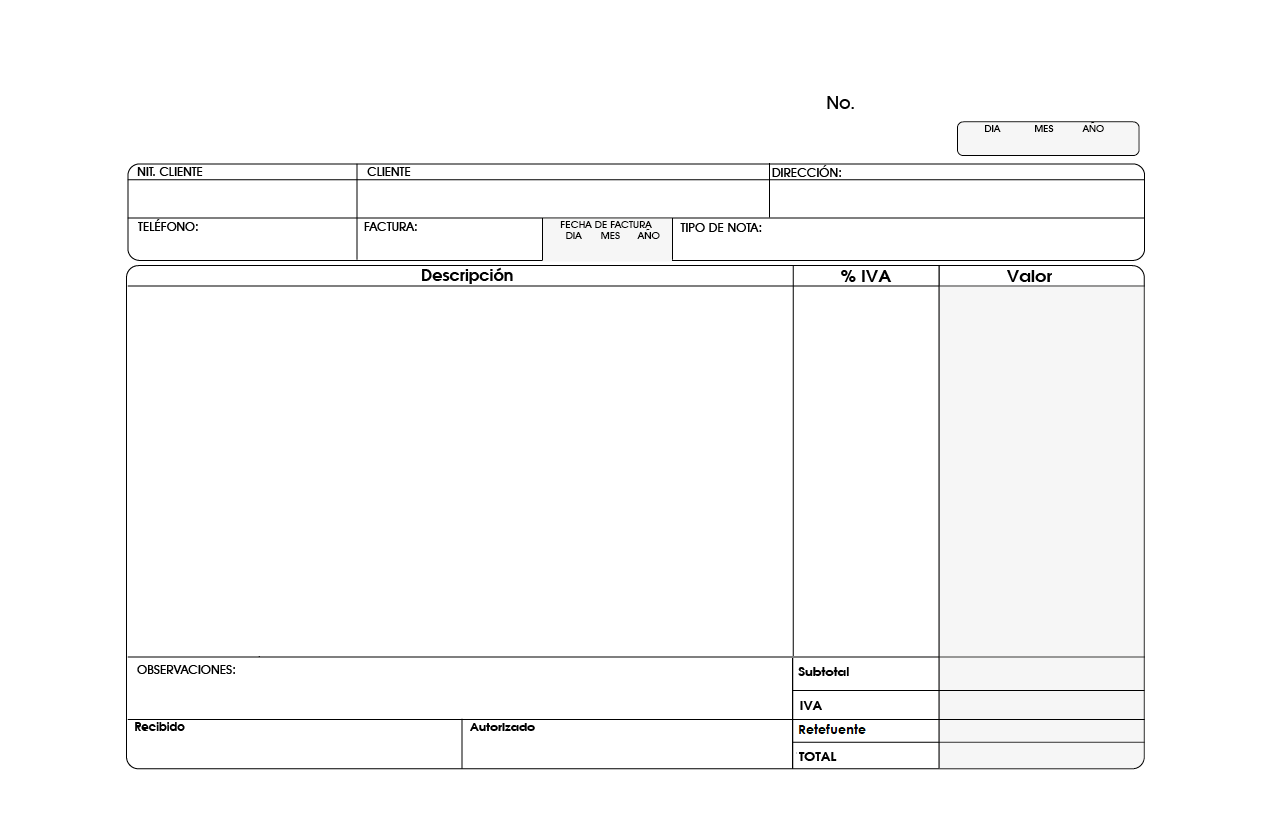 No.
DIA MES AÑO
NIT. CLIENTE CLIENTE DIRECCIÓN:
TELÉFONO: FACTURA: FECHA DE FACTURA TIPO DE NOTA:
DIA MES AÑO
Descripción % IVA Valor
OBSERVACIONES: Subtotal
IVA
Recibido Autorizado Retefuente
TOTAL